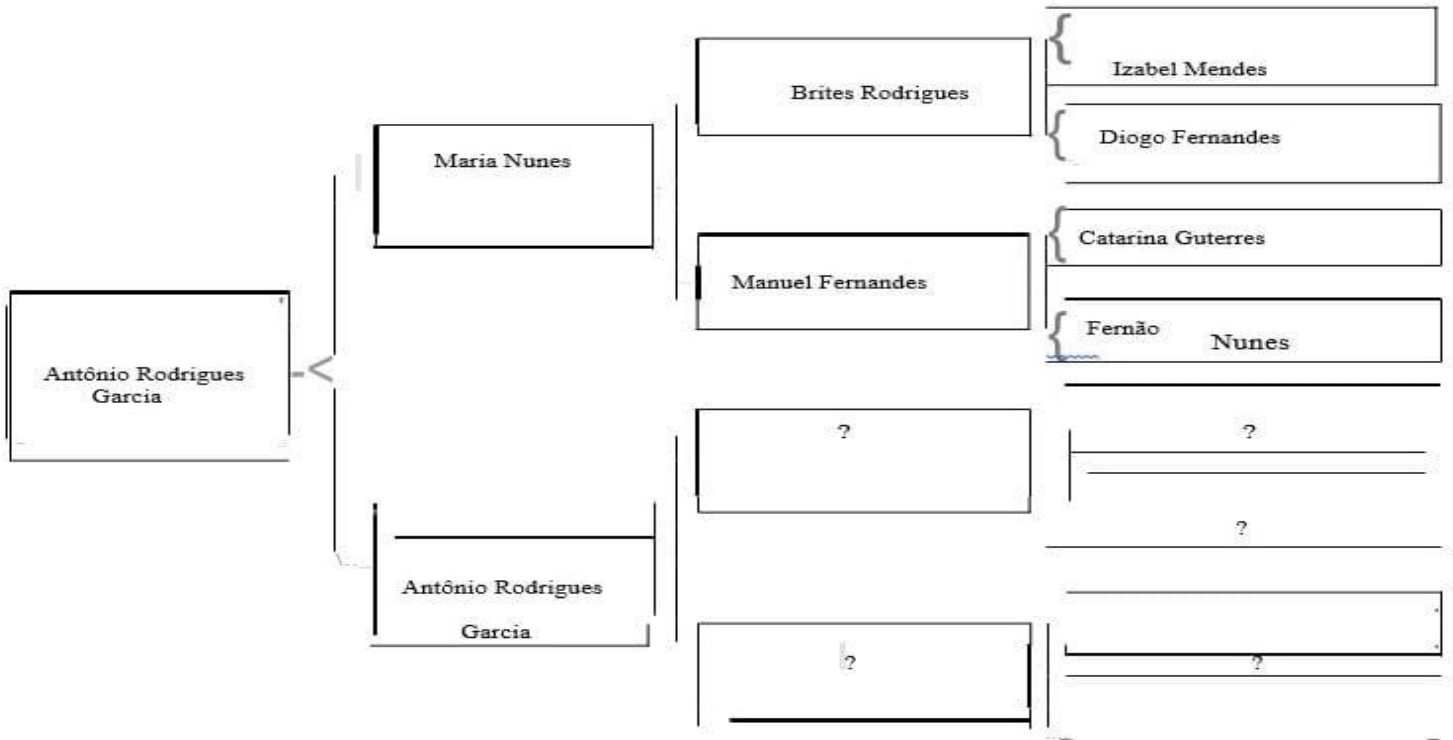 Izabel Mendes
Brites Rodrigues
Diogo Fernandes
Maria Nunes
Catarina Guterres
Manuel Fernandes
Fernão Nunes
Antônio Rodrigues
Garcia
?
?
?
Antônio Rodrigues
Garcia
?
?